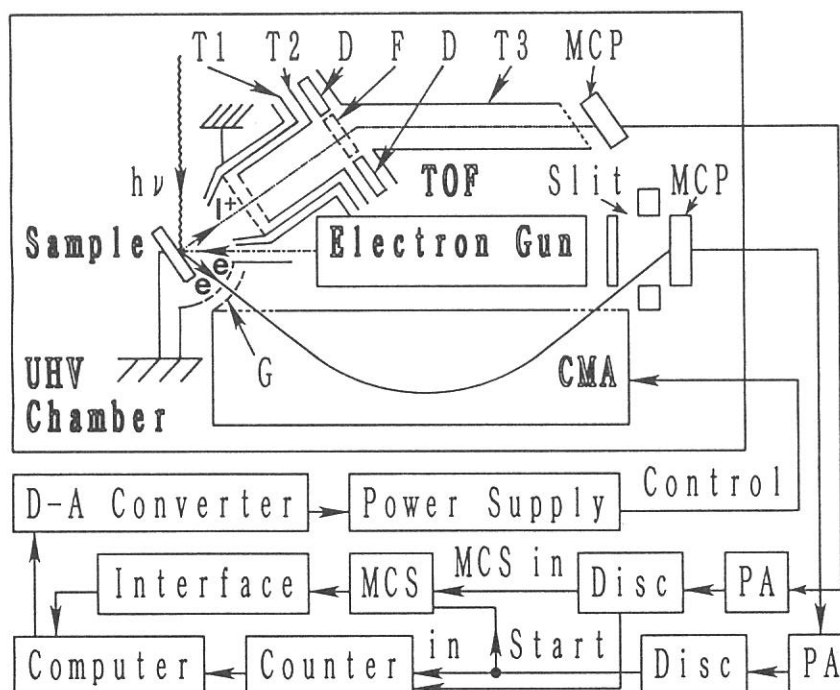 T1 T2 D F D T3 MCP
hν
I+
TOF
Slit MCP
Sample
Electron Gun
e
e
G
CMA
UHV
Chamber
Control
D-A Converter
Power Supply
Interface
MCS
MCS in
Disc
PA
Computer
Counter
in
Start
Disc
PA